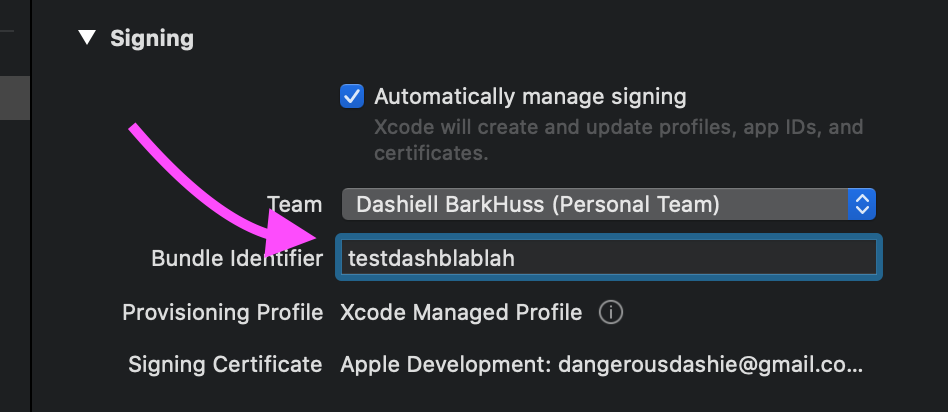 Signing
Automatically manage signing
Xcode will create and update profiles, app IDs, and
certificates.
Team Dashiell BarkHuss (Personal Team)
Bundle Identifier testdashblablah
Provisioning Profile Xcode Managed Profile
Signing Certificate Apple Development: dangerousdashie@gmail.co...